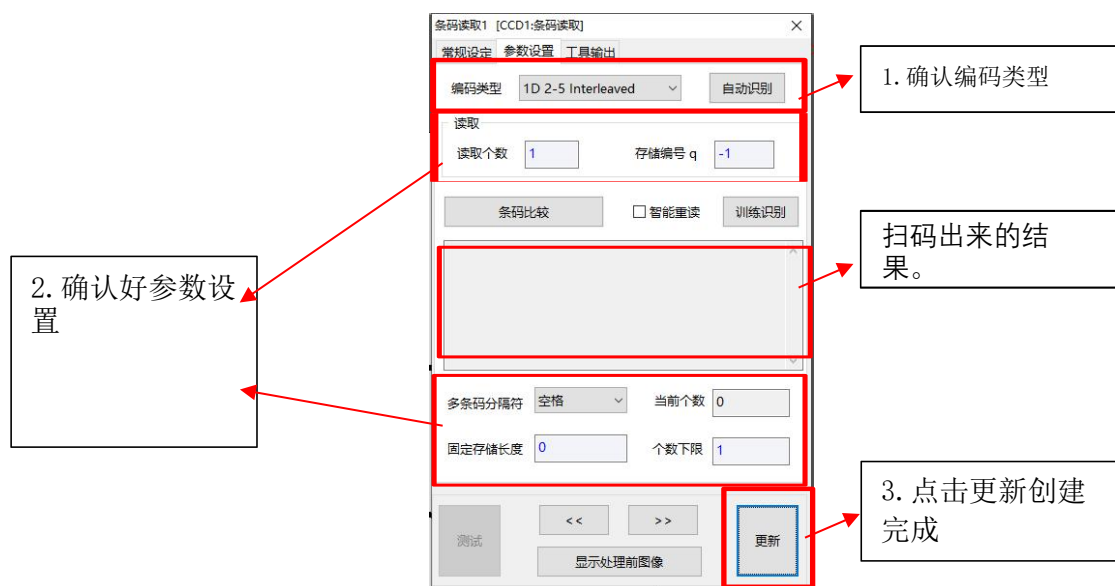 条码读取1 [CCD1:条码读取]
常规设定 参数设置 工具输出
编码类型 1D 2-5 Interleaved 自动识别
1.确认编码类型
读取
读取个数 1 存储编号 q -1
条码比较 智能重读 训练识别
扫码出来的结
果。
2.确认好参数设
置
多条码分隔符 空格 当前个数 0
固定存储长度 0 个数下限 1
3.点击更新创建
完成
测试 << >> 更新
显示处理前图像